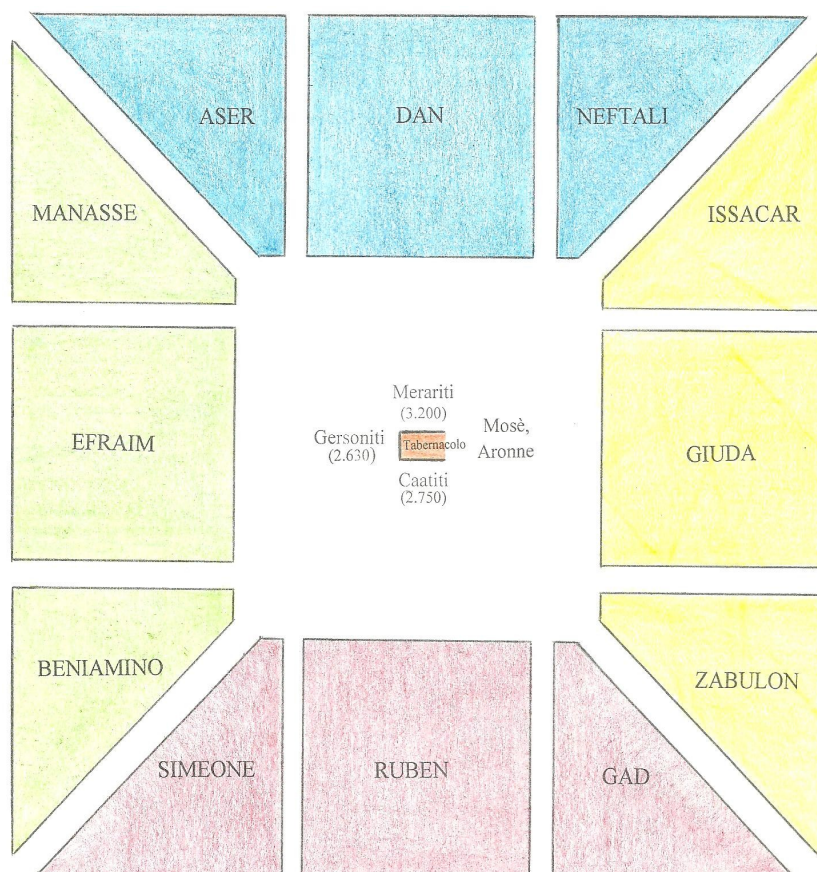 ASER
DAN
NEFTALI
MANASSE
ISSACAR
Merariti
(3.200)
Gersoniti
(2.630)
Tabernacolo
Mosè,
Aronne
Caatiti
(2.750)
EFRAIM
GIUDA
BENIAMINO
ZABULON
SIMEONE
RUBEN
GAD